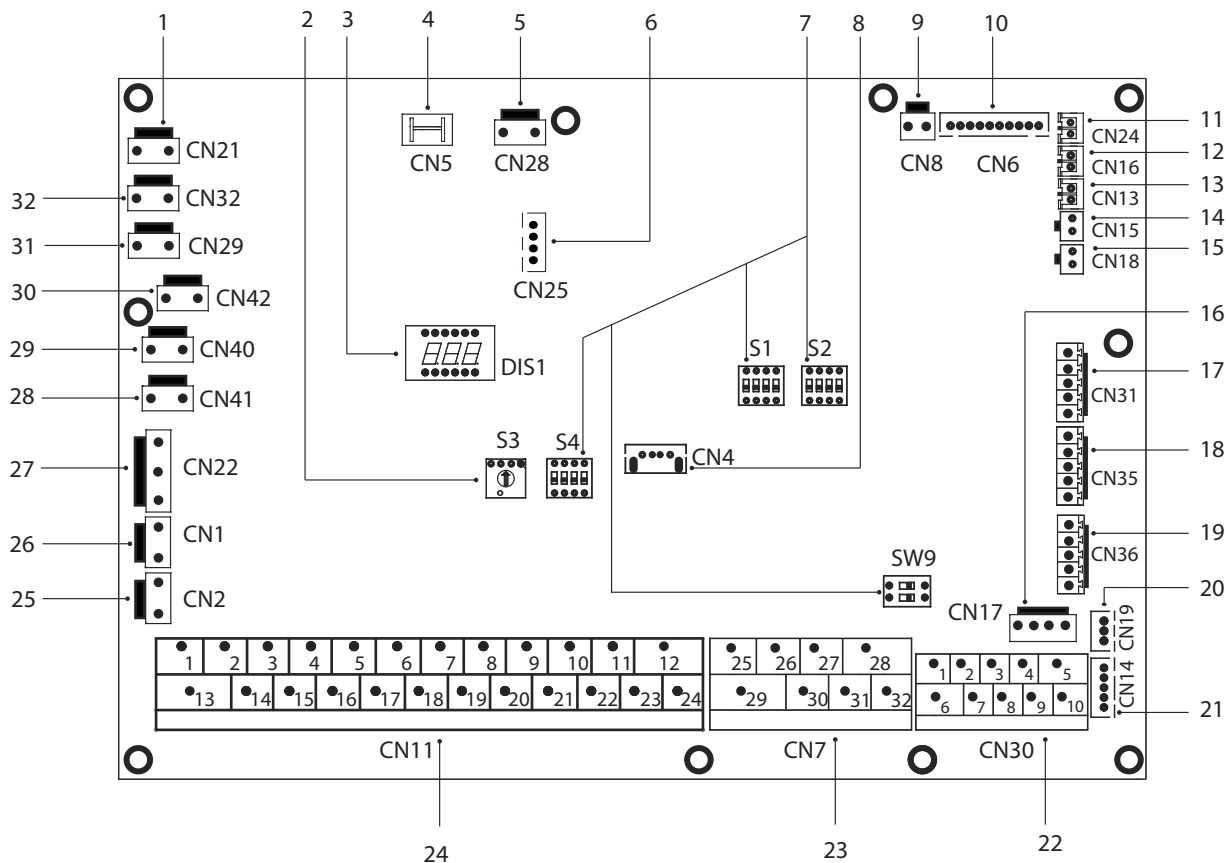 1 2 3 4 5 6 7 8 9 10
CN21
CN5
CN28
CN8
CN6
CN24 11
CN16 12
CN13 13
CN15 14
CN18 15
32 CN32
31 CN29
30 CN42
29 CN40
28 CN41
CN25
DIS1
S1 S2
16
CN31 17
27 CN22
S3 S4
CN4
CN35 18
26 CN1
CN36 19
25 CN2
SW9
CN17
CN19 20
CN14 21
1 2 3 4 5 6 7 8 9 10 11 12
13 14 15 16 17 18 19 20 21 22 23 24
25 26 27 28
29 30 31 32
1 2 3 4 5
6 7 8 9 10
CN11 CN7 CN30
24 23 22